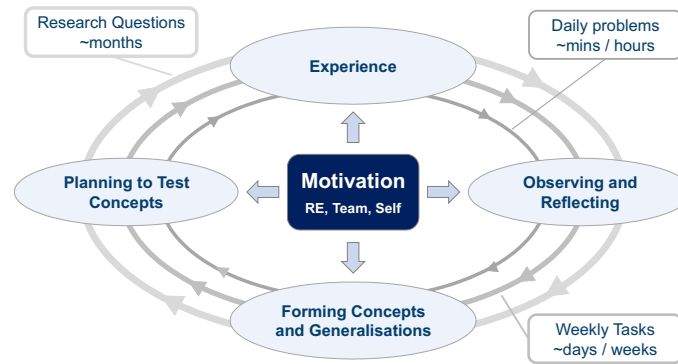 Research Questions
~months
Daily problems
~mins / hours
Experience
Planning to Test
Concepts
Motivation
RE, Team, Self
Observing and
Reflecting
Forming Concepts
and Generalisations
Weekly Tasks
~days / weeks